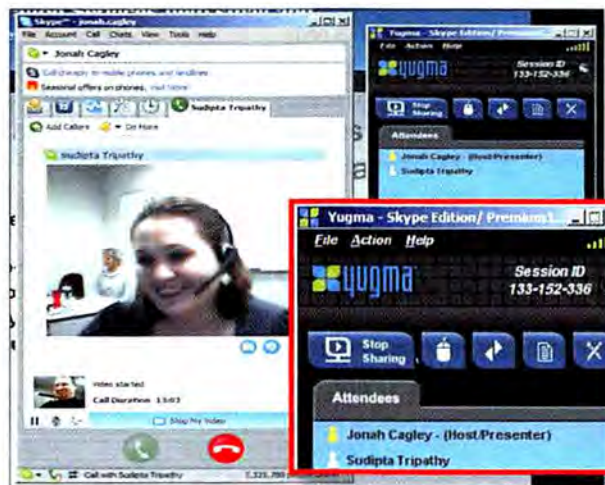 Skype™ - jonah.cagley
File Account Call Chats View Tools Help
Jonah Cagley
Call cheaply to mobile phones and landlines
Seasonal offers on phones, visit Store
Sudipta Tripathy
Add Callers Do More
Sudipta Tripathy
Video started
Call Duration 13:03
Stop My Video
Call with Sudipta Tripathy
Yugma - Skype Edition/ Premium
File Action Help
yugma
Session ID
133-152-336
Stop
Sharing
Attendees
Jonah Cagley - (Host/Presenter)
Sudipta Tripathy
Yugma - Skype Edition/ Premium1...
File Action Help
yugma
Session ID
133-152-336
Stop
Sharing
Attendees
Jonah Cagley - (Host/Presenter)
Sudipta Tripathy